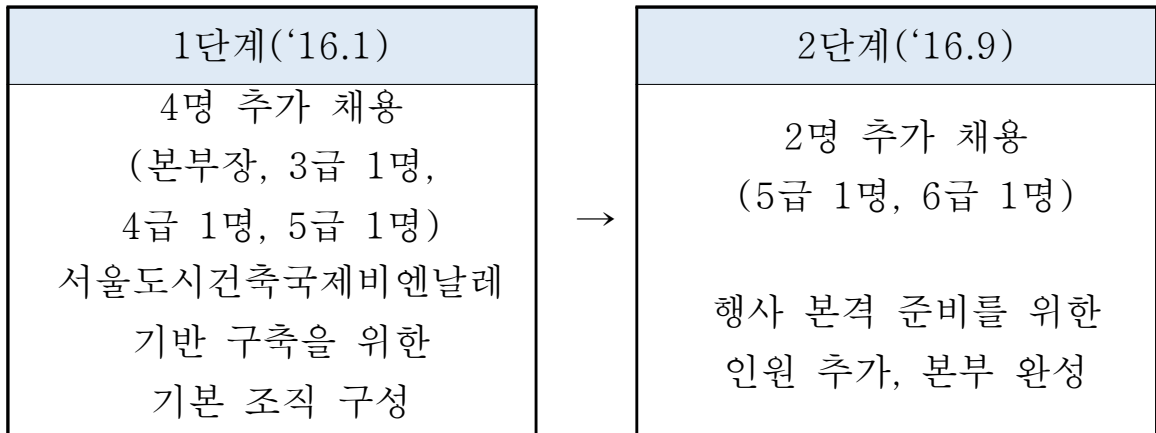 1단계(‘16.1)
4명 추가 채용
(본부장, 3급 1명,
4급 1명, 5급 1명)
서울도시건축국제비엔날레
기반 구축을 위한
기본 조직 구성
→
2단계(‘16.9)
2명 추가 채용
(5급 1명, 6급 1명)
행사 본격 준비를 위한
인원 추가, 본부 완성